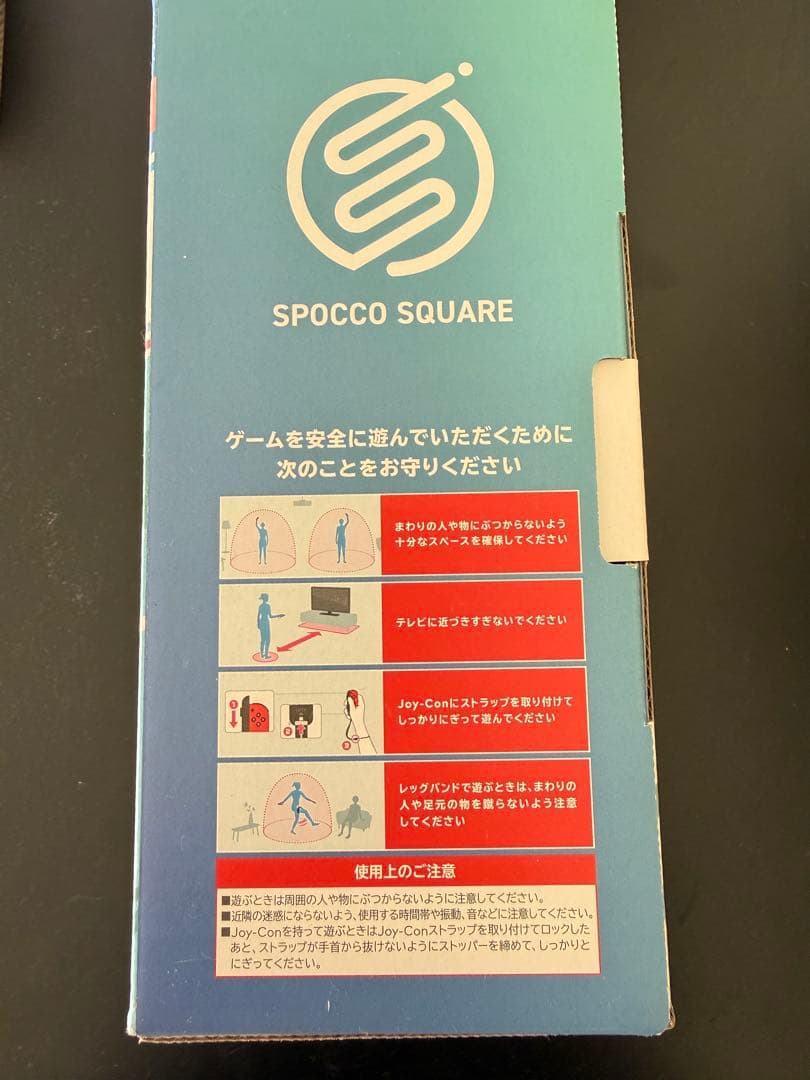 SPOCCO SQUARE
ゲームを安全に遊んでいただくために
次のことをお守りください
まわりの人や物にぶつからないよう
十分なスペースを確保してください
テレビに近づきすぎないでください
1
2
3
Joy-Conにストラップを取り付けて
しっかりにぎって遊んでください
レッグバンドで遊ぶときは、まわりの
人や足元の物を蹴らないよう注意
してください
使用上のご注意
■遊ぶときは周囲の人や物にぶつからないように注意してください。
■近隣の迷惑にならないよう、使用する時間帯や振動、音などに注意してください。
■Joy-Conを持って遊ぶときはJoy-Conストラップを取り付けてロックした
あと、ストラップが手首から抜けないようにストッパーを締めて、しっかりと
にぎってください。